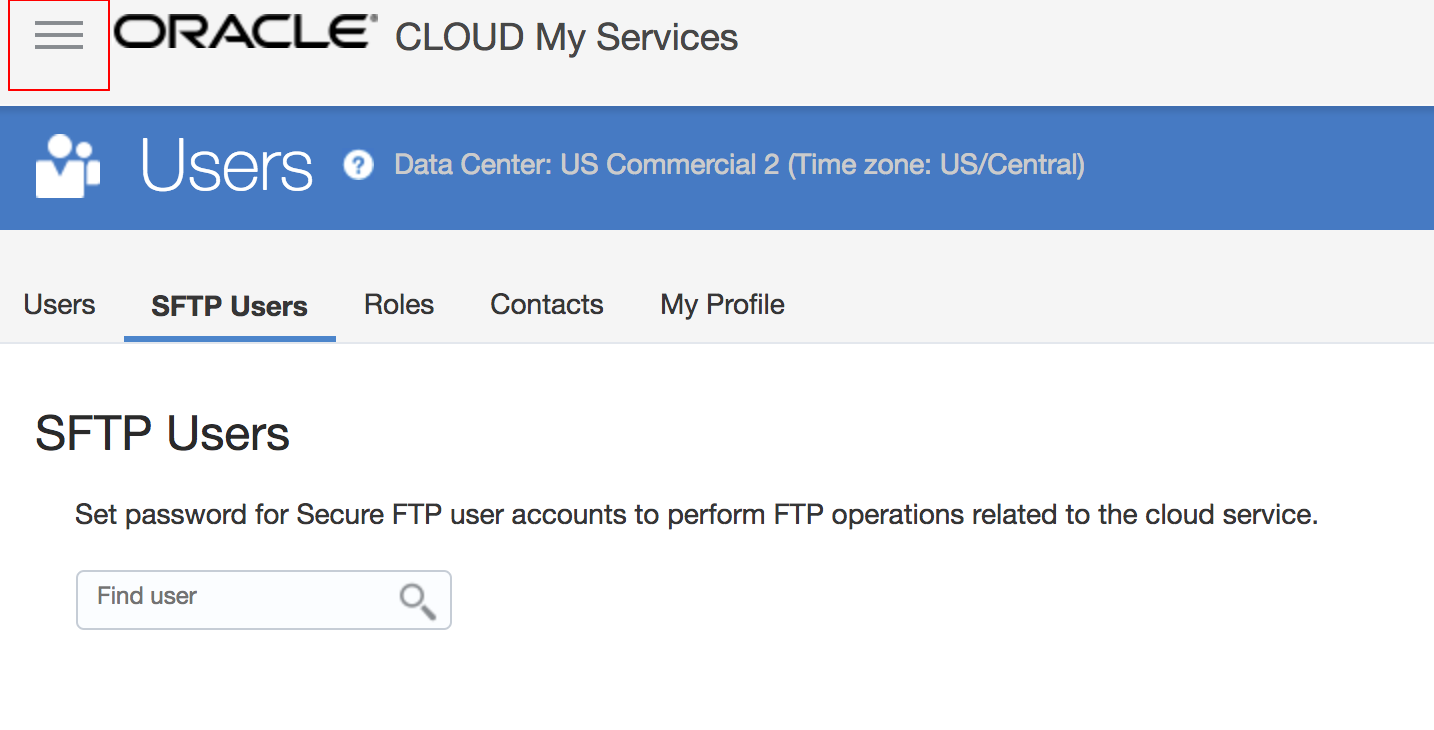 ORACLE® CLOUD My Services
Users ? Data Center: US Commercial 2 (Time zone: US/Central)
Users SFTP Users Roles Contacts My Profile
SFTP Users
Set password for Secure FTP user accounts to perform FTP operations related to the cloud service.
Find user